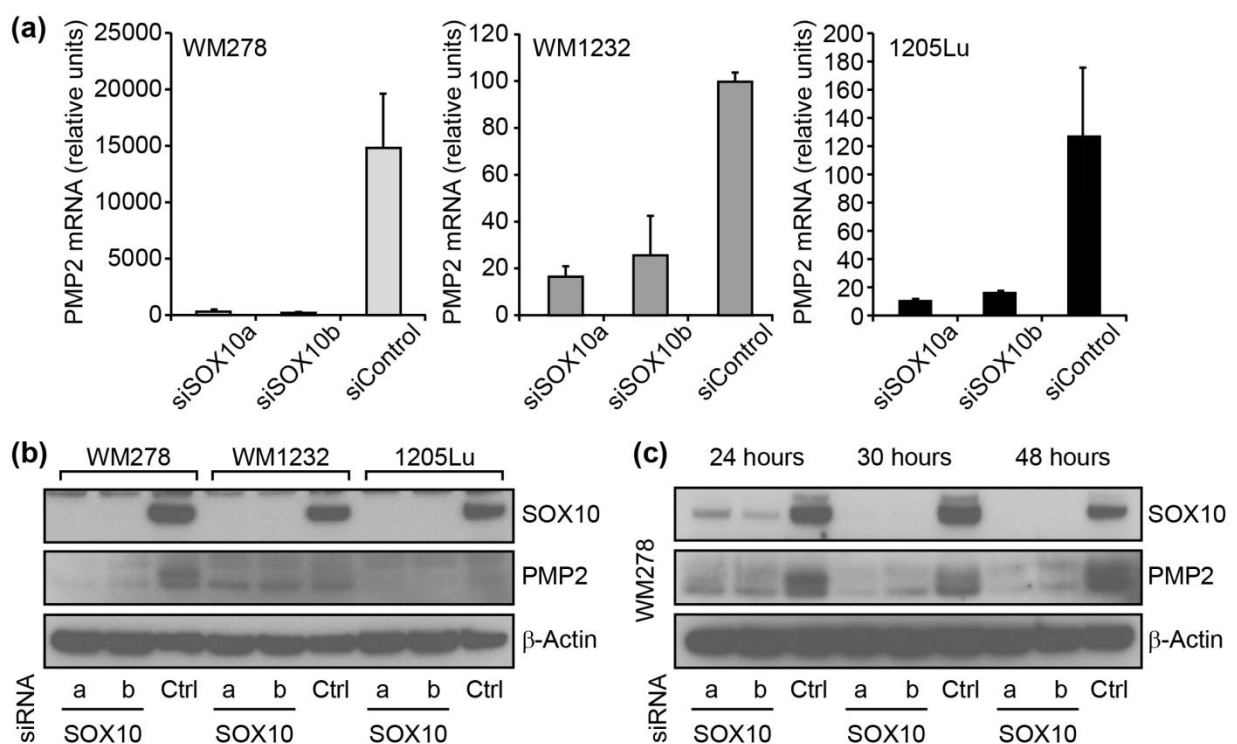 (a)
WM278
PMP2 mRNA (relative units)
25000
20000
15000
10000
5000
0
siSOX10a
siSOX10b
siControl
WM1232
PMP2 mRNA (relative units)
120
100
80
60
40
20
0
siSOX10a
siSOX10b
siControl
1205Lu
PMP2 mRNA (relative units)
200
180
160
140
120
100
80
60
40
20
0
siSOX10a
siSOX10b
siControl
(b)
WM278 WM1232 1205Lu
SOX10
PMP2
β-Actin
siRNA
a b Ctrl a b Ctrl a b Ctrl
SOX10 SOX10 SOX10
(c)
24 hours 30 hours 48 hours
WM278
SOX10
PMP2
β-Actin
siRNA
a b Ctrl a b Ctrl a b Ctrl
SOX10 SOX10 SOX10